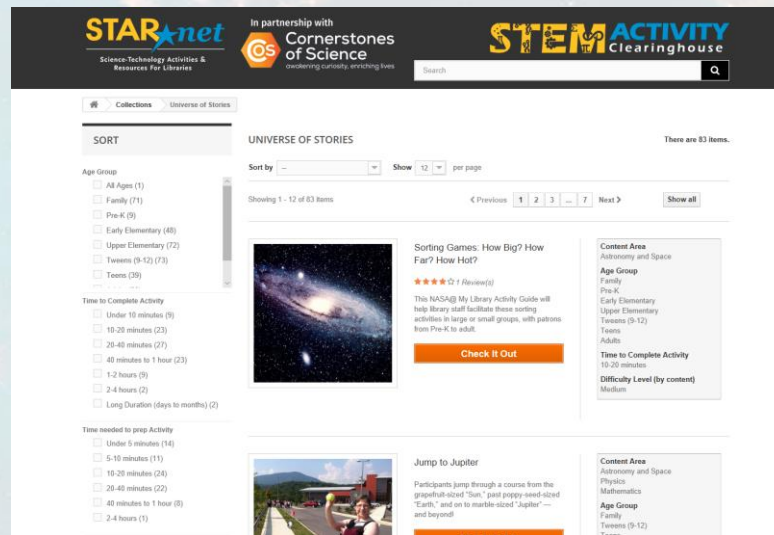 STAR net
Science-Technology Activities &
Resources For Libraries
In partnership with
COS
Cornerstones
of Science
awakening curiosity, enriching lives
STEM ACTIVITY
Clearinghouse
Search
Collections
Universe of Stories
SORT
Age Group
All Ages (1)
Family (71)
Pre-K (9)
Early Elementary (48)
Upper Elementary (72)
Tweens (9-12) (73)
Teens (39)
Time to Complete Activity
Under 10 minutes (9)
10-20 minutes (23)
20-40 minutes (27)
40 minutes to 1 hour (23)
1-2 hours (9)
2-4 hours (2)
Long Duration (days to months) (2)
Time needed to prep Activity
Under 5 minutes (14)
5-10 minutes (11)
10-20 minutes (24)
20-40 minutes (22)
40 minutes to 1 hour (8)
2-4 hours (1)
UNIVERSE OF STORIES
There are 83 items.
Sort by --
Show 12 per page
Showing 1 - 12 of 83 items
Previous 1 2 3 ... 7 Next
Show all
Sorting Games: How Big? How
Far? How Hot?
1 Review(s)
This NASA@ My Library Activity Guide will
help library staff facilitate these sorting
activities in large or small groups, with patrons
from Pre-K to adult.
Check It Out
Content Area
Astronomy and Space
Age Group
Family
Pre-K
Early Elementary
Upper Elementary
Tweens (9-12)
Teens
Adults
Time to Complete Activity
10-20 minutes
Difficulty Level (by content)
Medium
Jump to Jupiter
Participants jump through a course from the
grapefruit-sized "Sun," past poppy-seed-sized
"Earth," and on to marble-sized "Jupiter" —
and beyond!
Content Area
Astronomy and Space
Physics
Mathematics
Age Group
Family
Tweens (9-12)
Teens